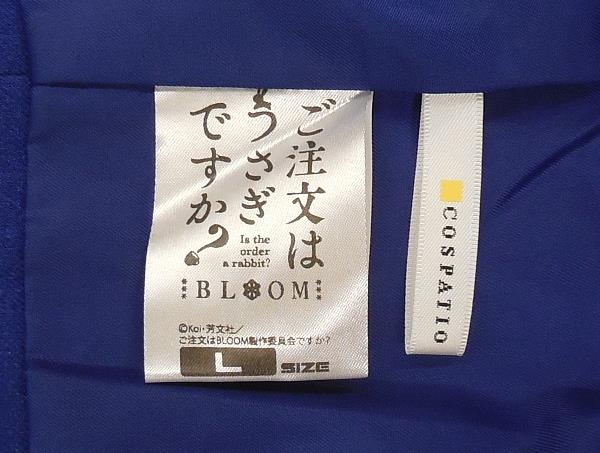 ご注文は
うさぎ
ですか?
Is the
order
a rabbit?
BLOOM
©Koi・芳文社/
ご注文はBLOOM製作委員会ですか?
L SIZE
COSPATIO